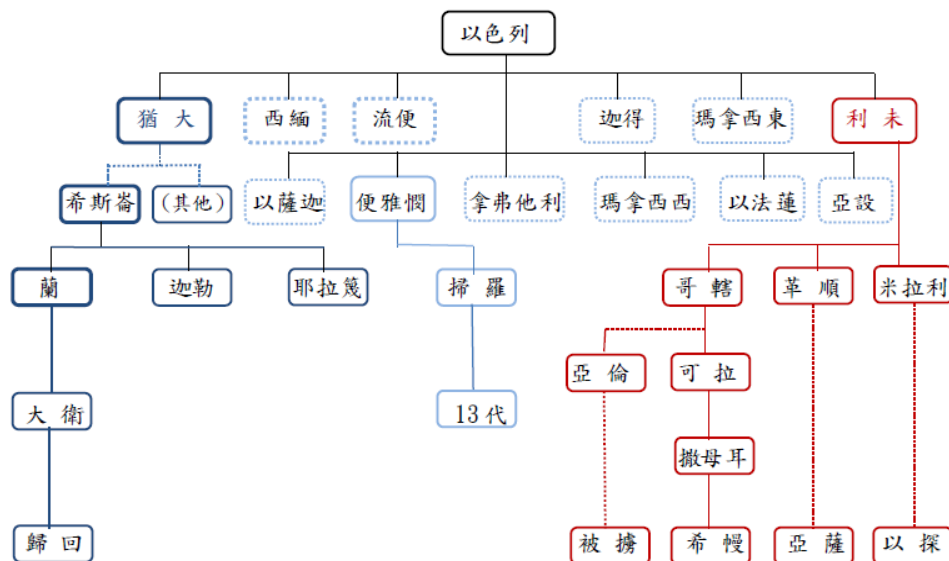 以色列
猶大
西緬
流便
迦得
瑪拿西東
利未
希斯崙
(其他)
以薩迦
便雅憫
拿弗他利
瑪拿西西
以法蓮
亞設
蘭
迦勒
耶拉篾
掃羅
哥轄
革順
米拉利
亞倫
可拉
大衛
13代
撒母耳
歸回
被擄
希幔
亞薩
以探